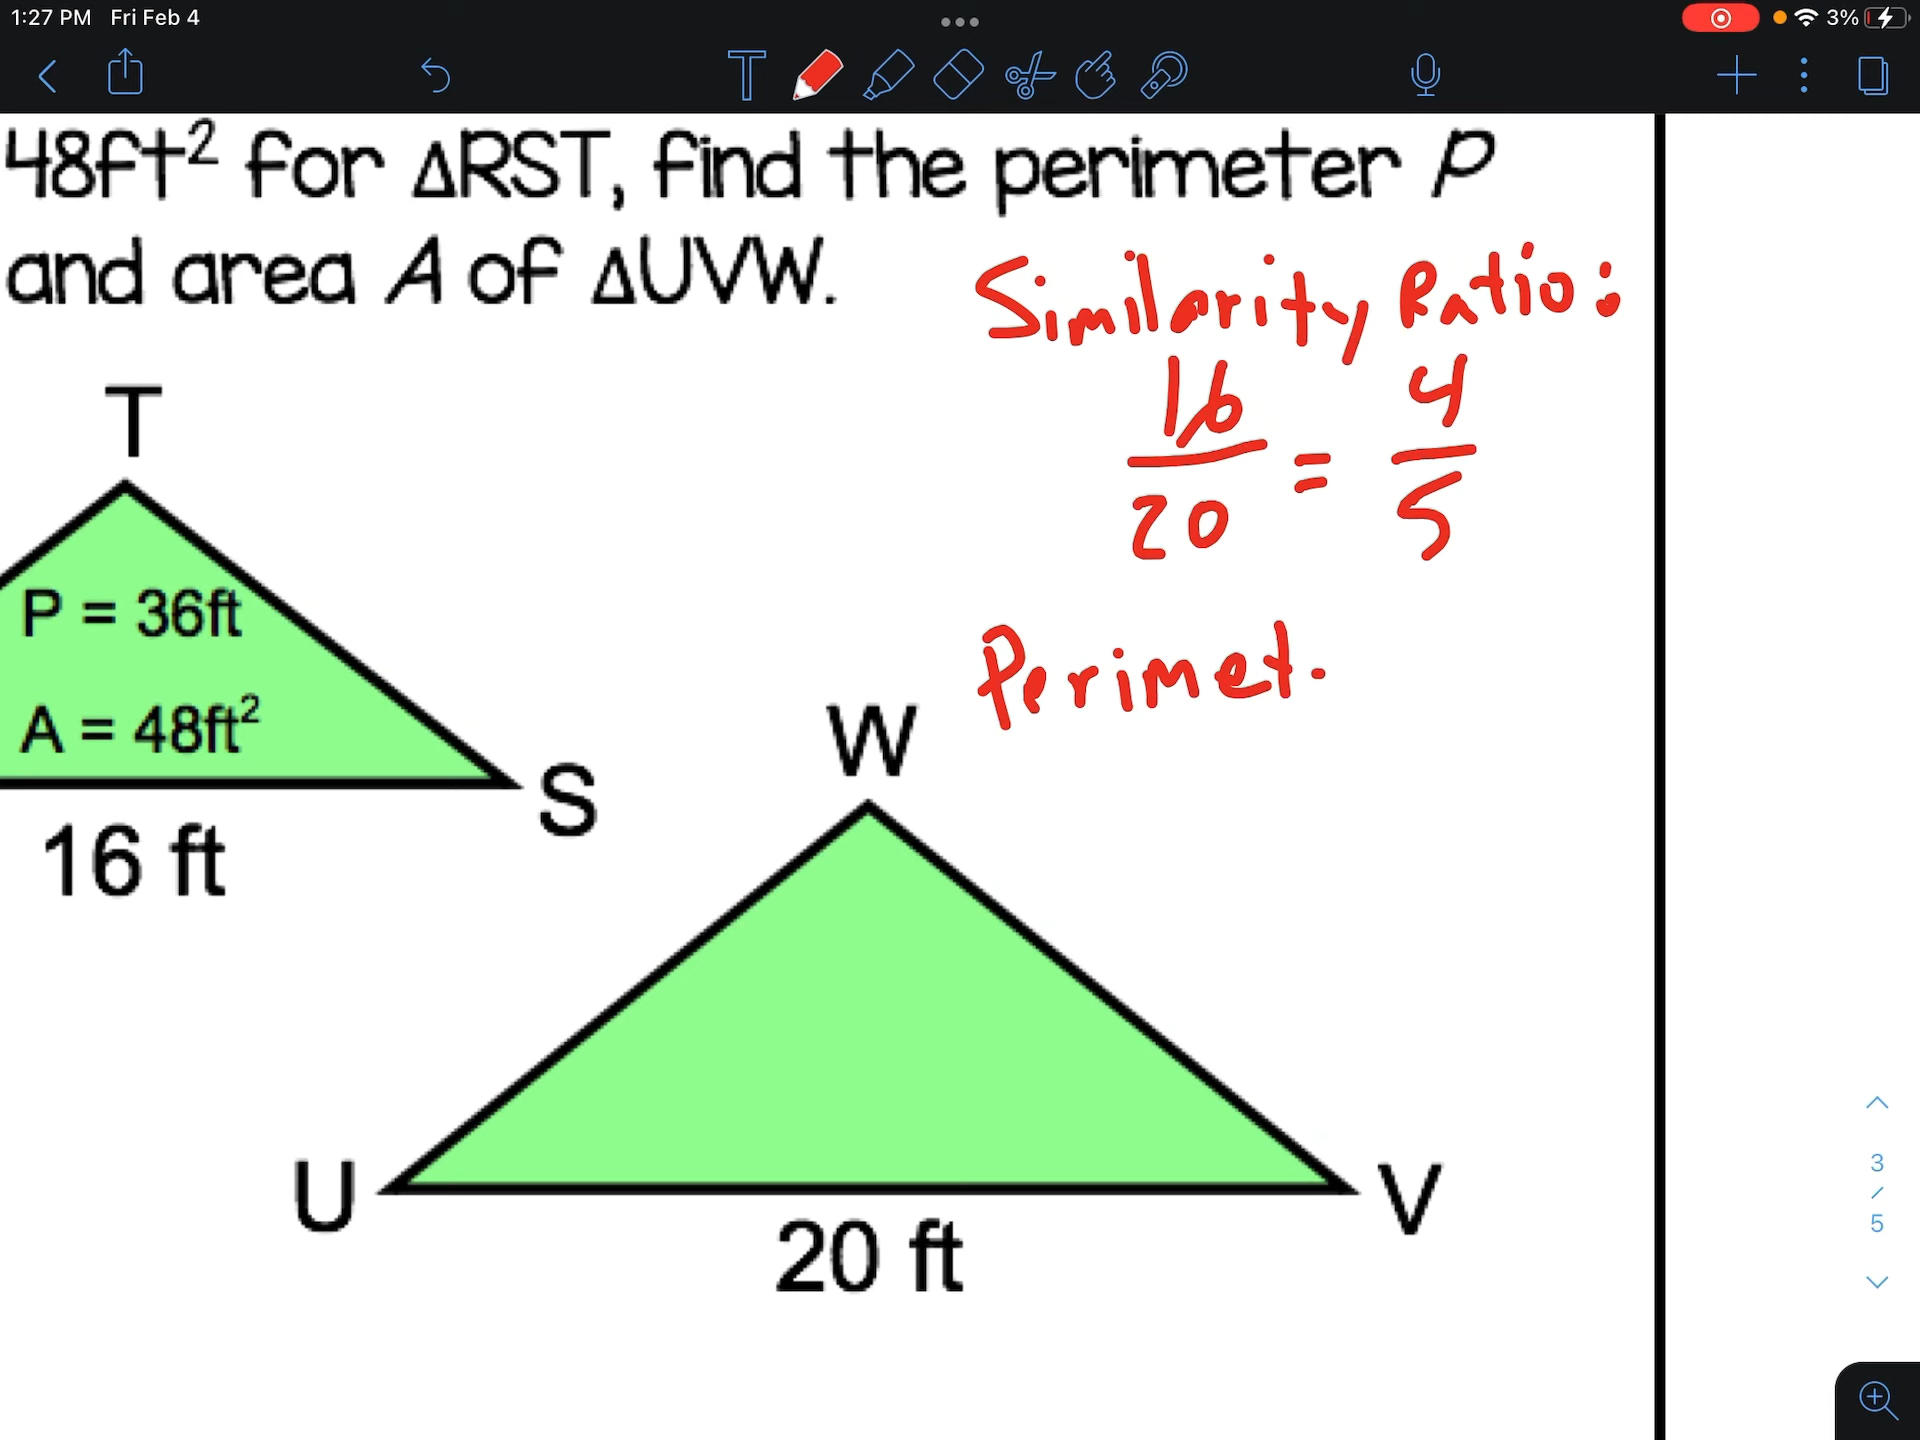 1:27 PM Fri Feb 4
3%
48ft² for ΔRST, find the perimeter P
and area A of ΔUVW.
Similarity Ratio:
16/20 = 4/5
T
P = 36ft
A = 48ft²
S
16 ft
Perimet.
W
U
V
20 ft
3
/
5